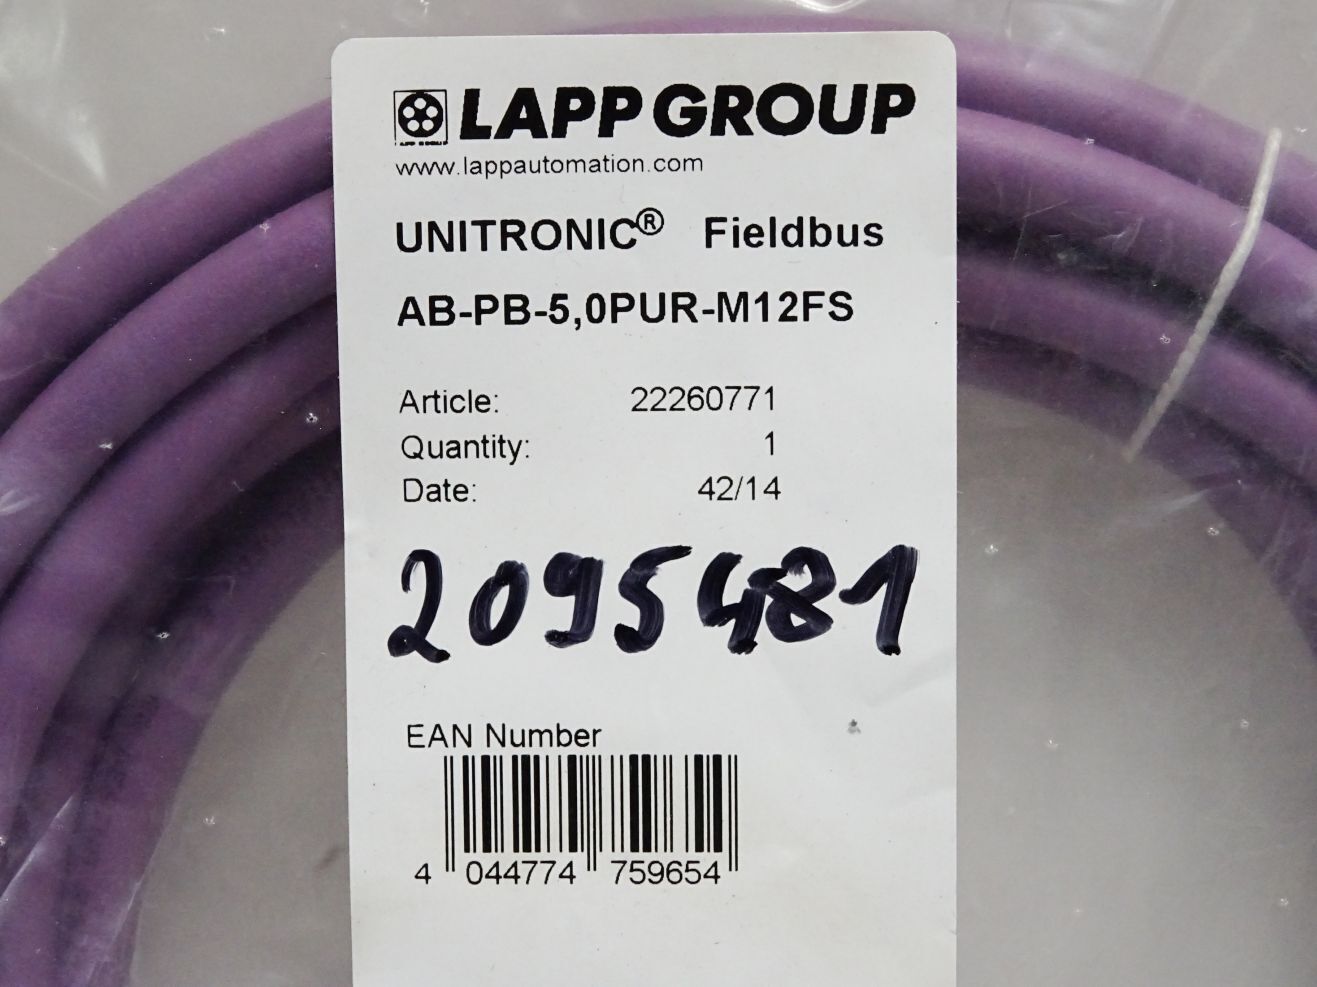 LAPP GROUP
www.lappautomation.com
UNITRONIC® Fieldbus
AB-PB-5,0PUR-M12FS
Article: 22260771
Quantity: 1
Date: 42/14
2095481
EAN Number
4 044774 759654